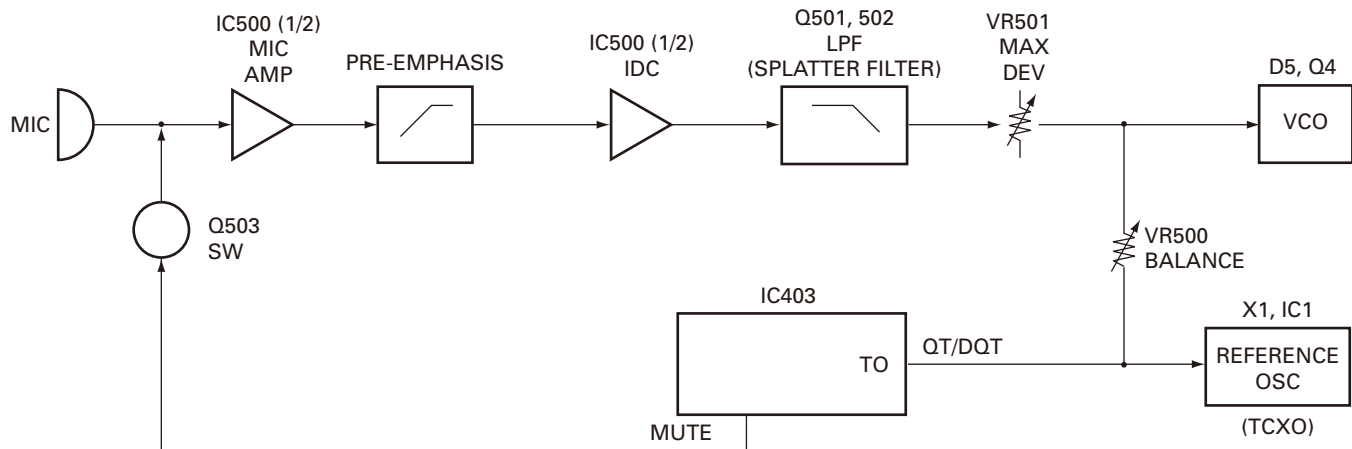 IC500 (1/2)
MIC
AMP
PRE-EMPHASIS
IC500 (1/2)
IDC
Q501, 502
LPF
(SPLATTER FILTER)
VR501
MAX
DEV
D5, Q4
VCO
MIC
Q503
SW
VR500
BALANCE
IC403
TO
QT/DQT
MUTE
X1, IC1
REFERENCE
OSC
(TCXO)